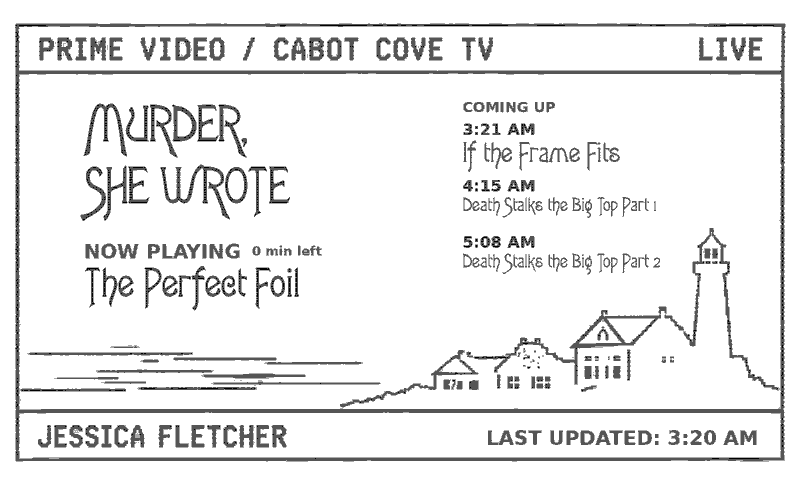 PRIME VIDEO / CABOT COVE TV
LIVE
MURDER,
SHE WROTE
NOW PLAYING 0 min left
The Perfect Foil
COMING UP
3:21 AM
If the Frame Fits
4:15 AM
Death Stalks the Big Top Part 1
5:08 AM
Death Stalks the Big Top Part 2
JESSICA FLETCHER
LAST UPDATED: 3:20 AM